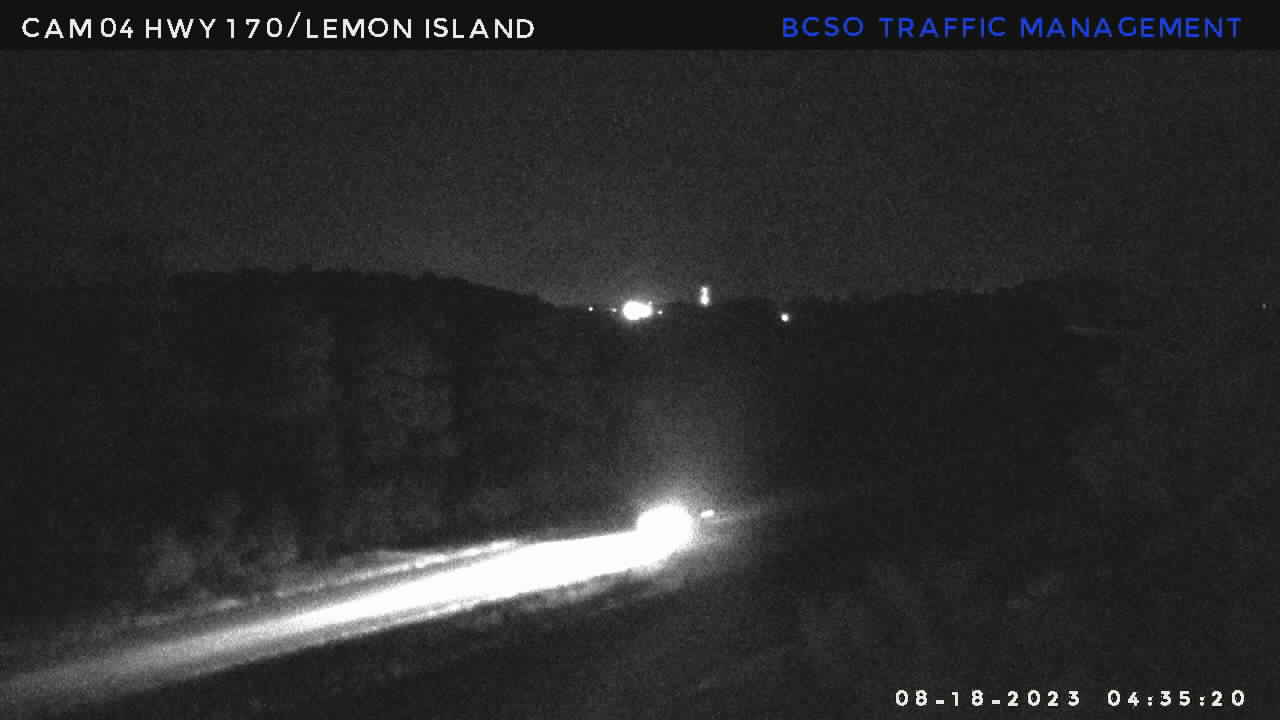 CAM04 HWY 170/LEMON ISLAND
BCSO TRAFFIC MANAGEMENT
08-18-2023 04:35:20